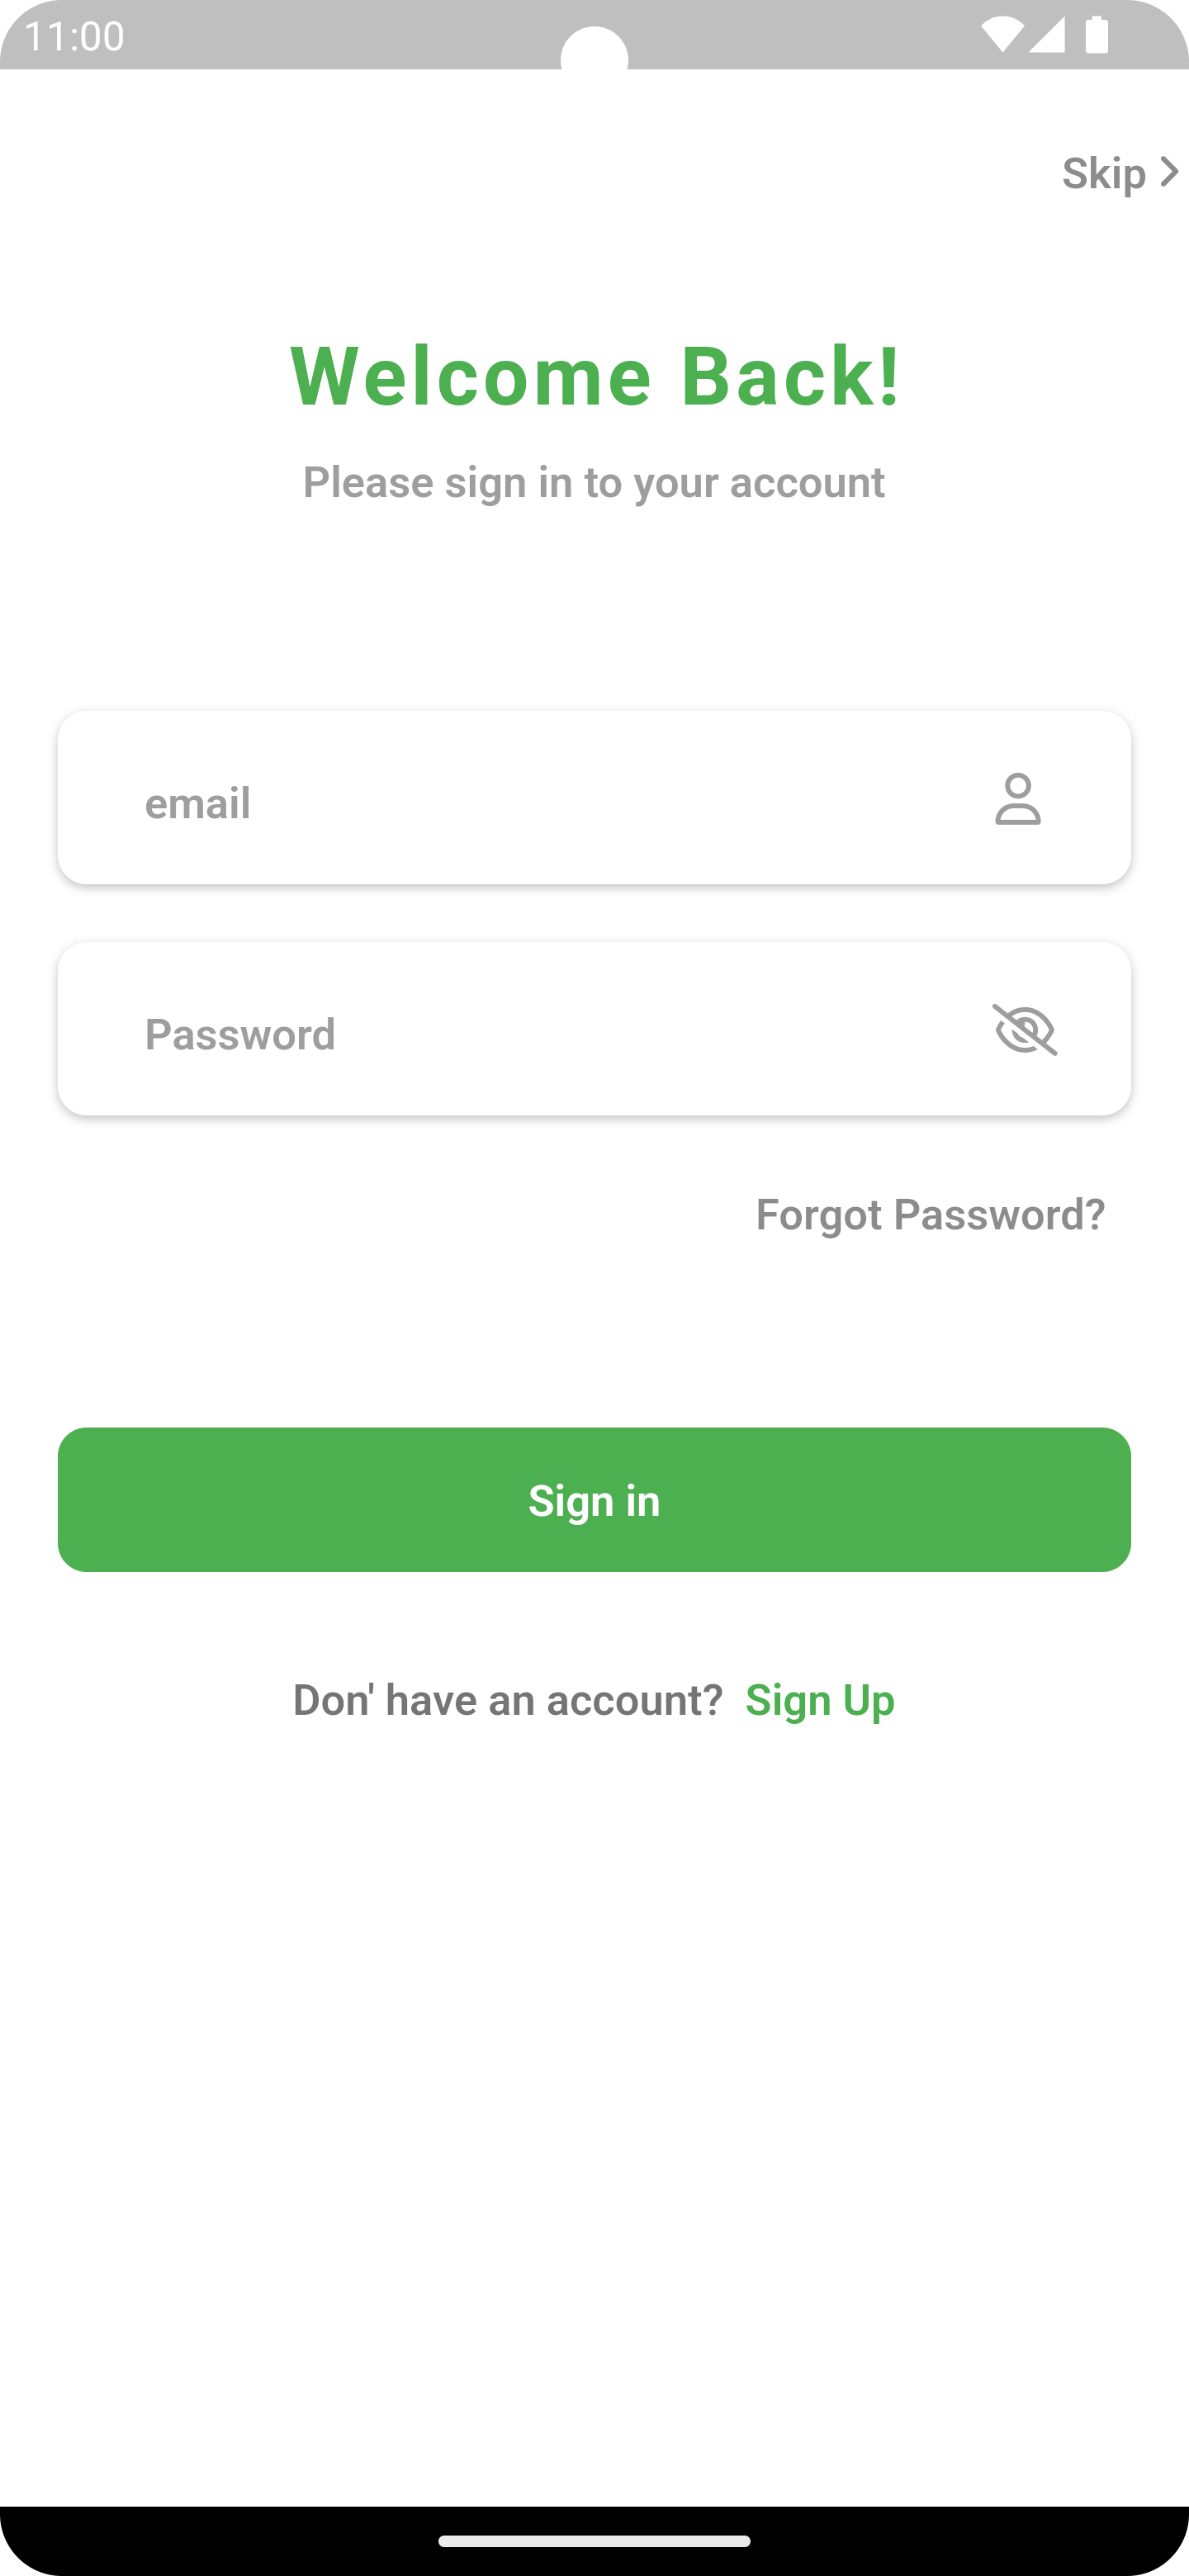 11:00
Skip
Welcome Back!
Please sign in to your account
email
Password
Forgot Password?
Sign in
Don' have an account? Sign Up